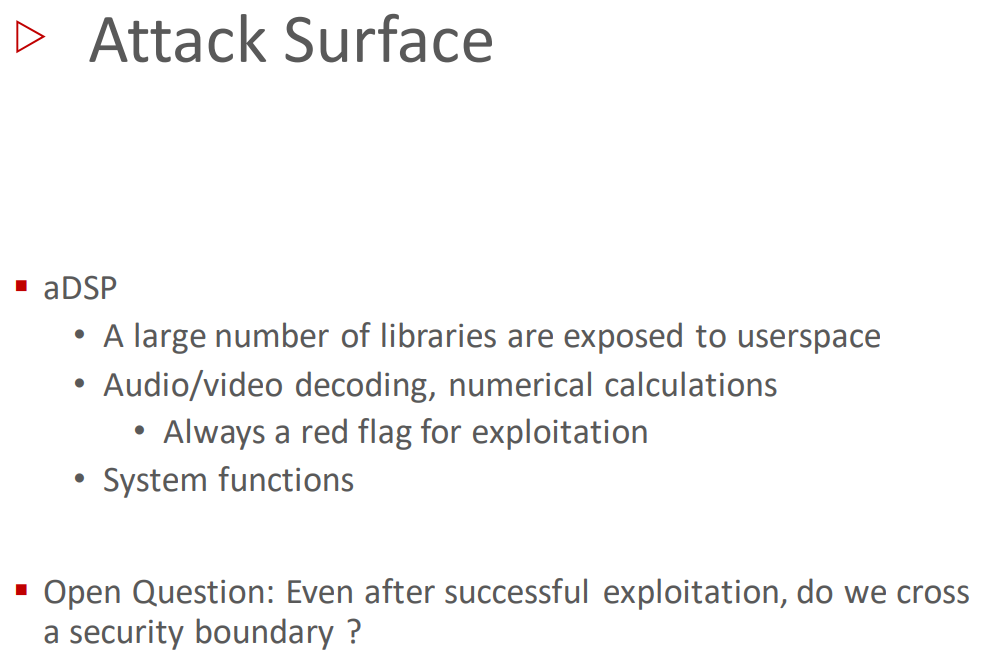 Attack Surface
aDSP
A large number of libraries are exposed to userspace
Audio/video decoding, numerical calculations
Always a red flag for exploitation
System functions
Open Question: Even after successful exploitation, do we cross
a security boundary ?